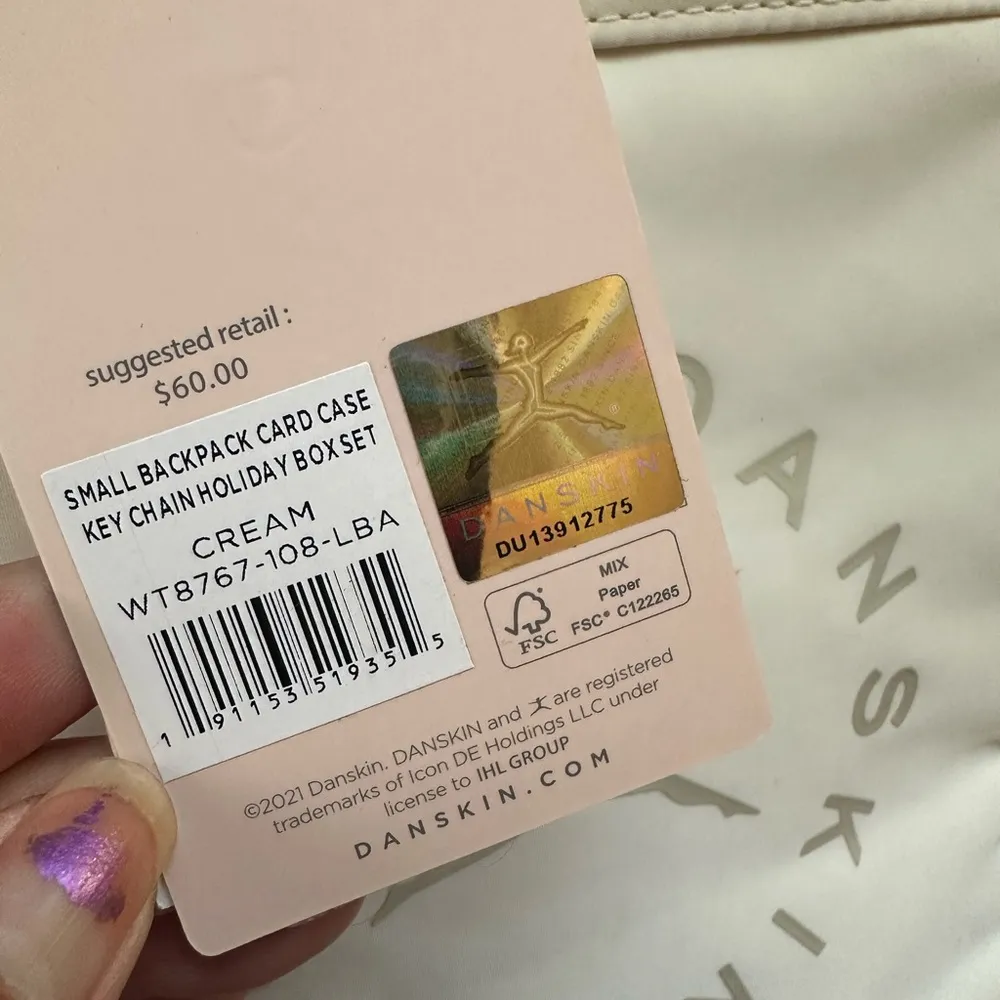 suggested retail :
$60.00
SMALL BACKPACK CARD CASE
KEY CHAIN HOLIDAY BOX SET
CREAM
WT8767-108-LBA
1 91153 51935 5
®
DANSKIN
DU13912775
MIX
Paper
FSC® C122265
FSC
©2021 Danskin. DANSKIN and are registered
trademarks of Icon DE Holdings LLC under
license to IHL GROUP
DANSKIN.COM
DANSKIN